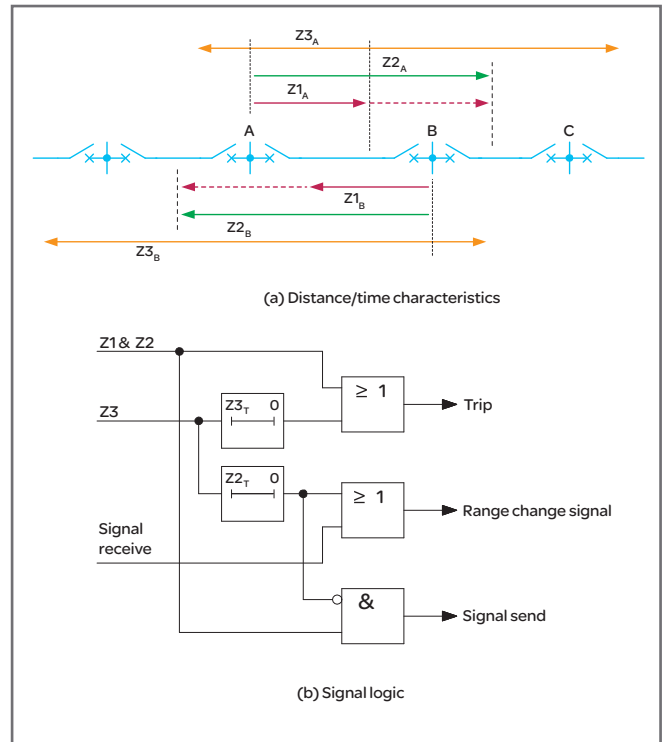 Z3A
Z2A
Z1A
A
B
C
Z1B
Z2B
Z3B
(a) Distance/time characteristics
Z1 & Z2
≥ 1
Z3
Z3T 0
Trip
Z2T 0
≥ 1
Range change signal
Signal
receive
&
Signal send
(b) Signal logic